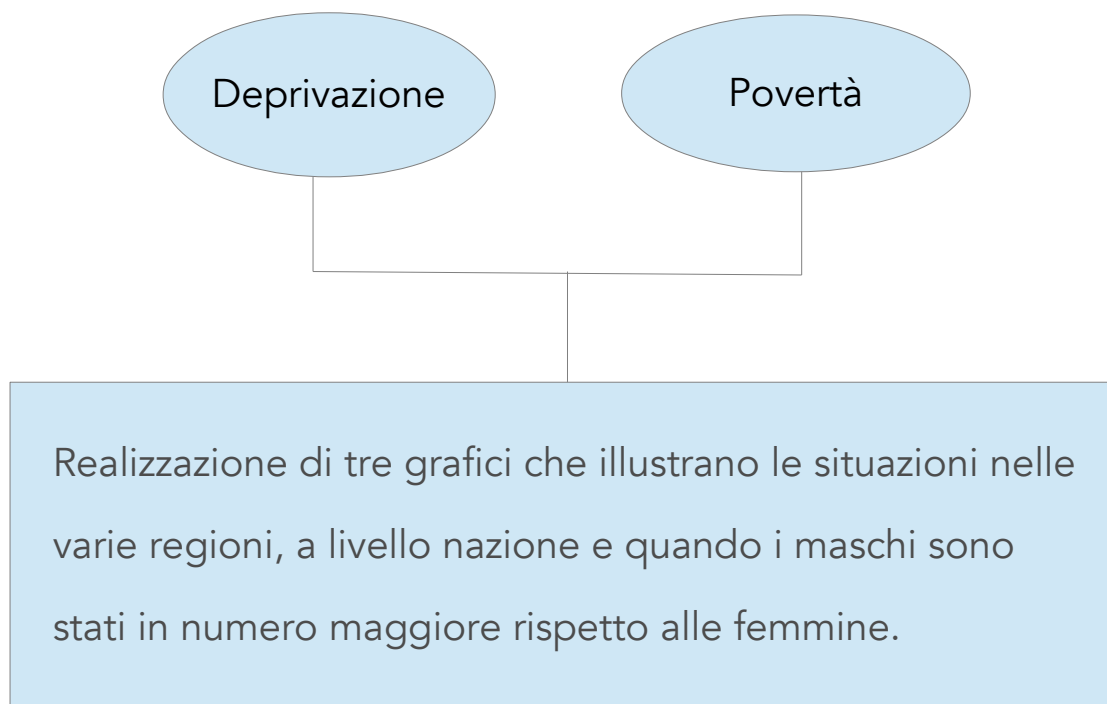 Deprivazione
Povertà
Realizzazione di tre grafici che illustrano le situazioni nelle
varie regioni, a livello nazione e quando i maschi sono
stati in numero maggiore rispetto alle femmine.